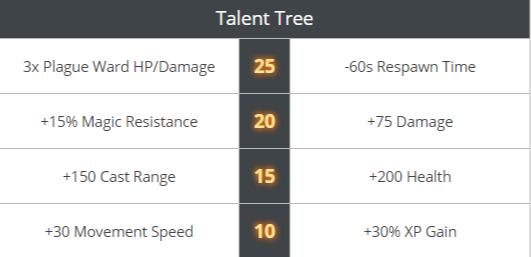 Talent Tree
3x Plague Ward HP/Damage 25 -60s Respawn Time
+15% Magic Resistance 20 +75 Damage
+150 Cast Range 15 +200 Health
+30 Movement Speed 10 +30% XP Gain